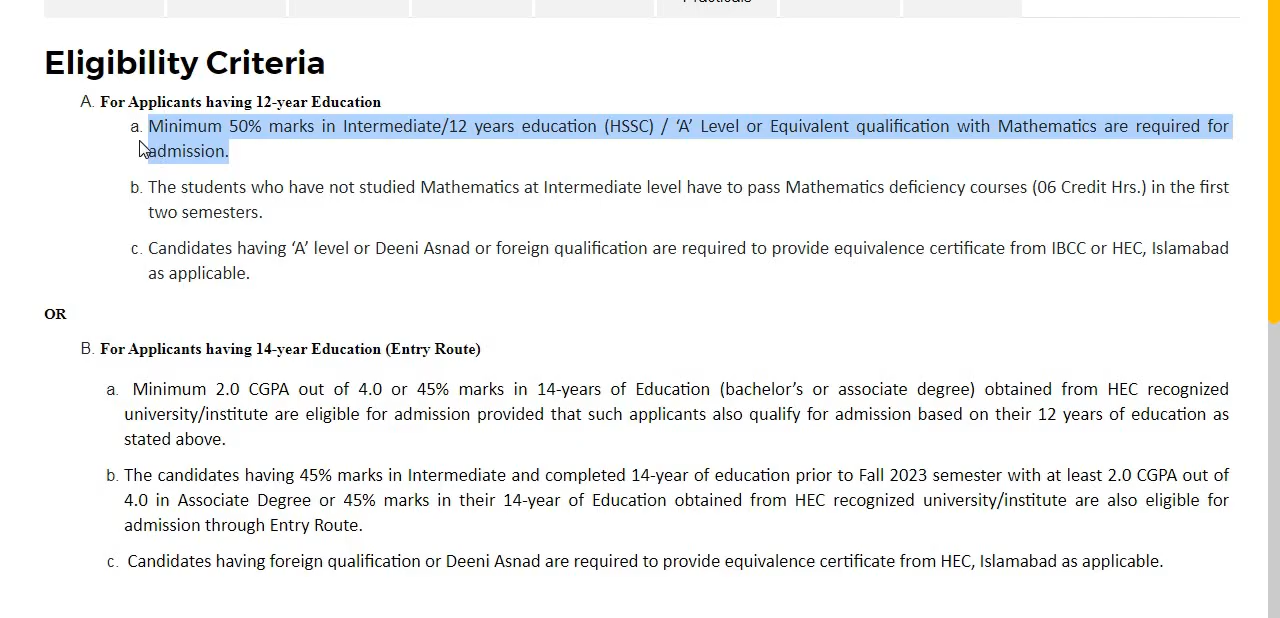 Eligibility Criteria
A. For Applicants having 12-year Education
a. Minimum 50% marks in Intermediate/12 years education (HSSC) / ‘A’ Level or Equivalent qualification with Mathematics are required for
admission.
b. The students who have not studied Mathematics at Intermediate level have to pass Mathematics deficiency courses (06 Credit Hrs.) in the first
two semesters.
c. Candidates having ‘A’ level or Deeni Asnad or foreign qualification are required to provide equivalence certificate from IBCC or HEC, Islamabad
as applicable.
OR
B. For Applicants having 14-year Education (Entry Route)
a. Minimum 2.0 CGPA out of 4.0 or 45% marks in 14-years of Education (bachelor’s or associate degree) obtained from HEC recognized
university/institute are eligible for admission provided that such applicants also qualify for admission based on their 12 years of education as
stated above.
b. The candidates having 45% marks in Intermediate and completed 14-year of education prior to Fall 2023 semester with at least 2.0 CGPA out of
4.0 in Associate Degree or 45% marks in their 14-year of Education obtained from HEC recognized university/institute are also eligible for
admission through Entry Route.
c. Candidates having foreign qualification or Deeni Asnad are required to provide equivalence certificate from HEC, Islamabad as applicable.